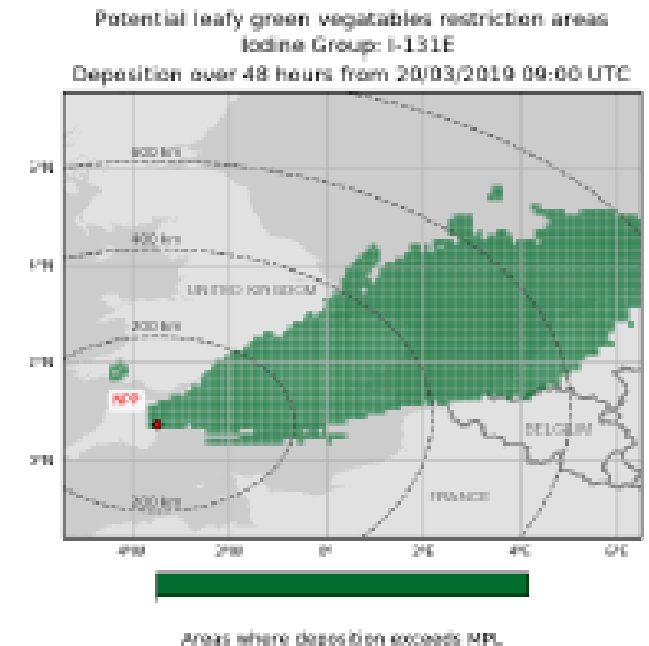 Potential leafy green vegatables restriction areas
Iodine Group: I-131E
Deposition over 48 hours from 20/03/2019 09:00 UTC
600 km
400 km
UNITED KINGDOM
200 km
NPP
BELGIUM
200 km
FRANCE
4°W 2°W 0° 2°E 4°E 6°E
Areas where deposition exceeds MPL